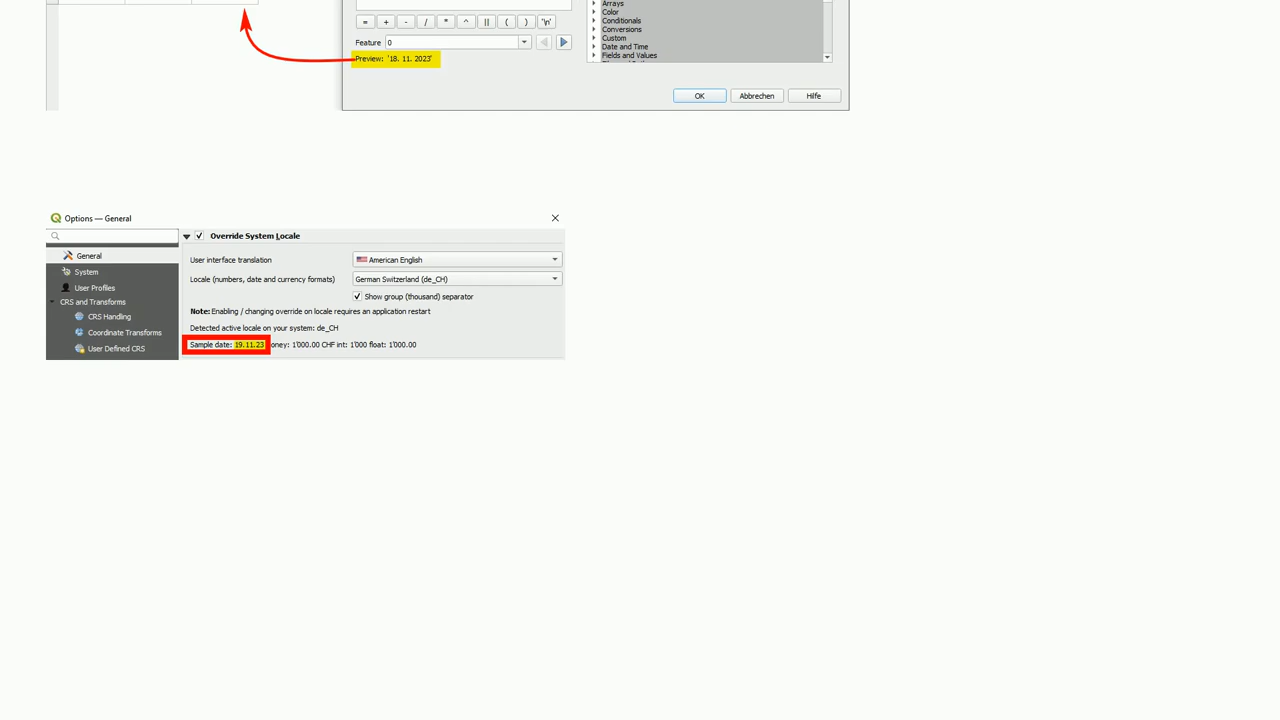 Arrays
Color
Conditionals
Conversions
Custom
Date and Time
Fields and Values
= + - / * ^ || ( ) '\n'
Feature 0
Preview: '18. 11. 2023'
OK Abbrechen Hilfe
Options — General
Override System Locale
General
System
User Profiles
CRS and Transforms
CRS Handling
Coordinate Transforms
User Defined CRS
User interface translation American English
Locale (numbers, date and currency formats) German Switzerland (de_CH)
Show group (thousand) separator
Note: Enabling / changing override on locale requires an application restart
Detected active locale on your system: de_CH
Sample date: 19.11.23 oney: 1'000.00 CHF int: 1'000 float: 1'000.00